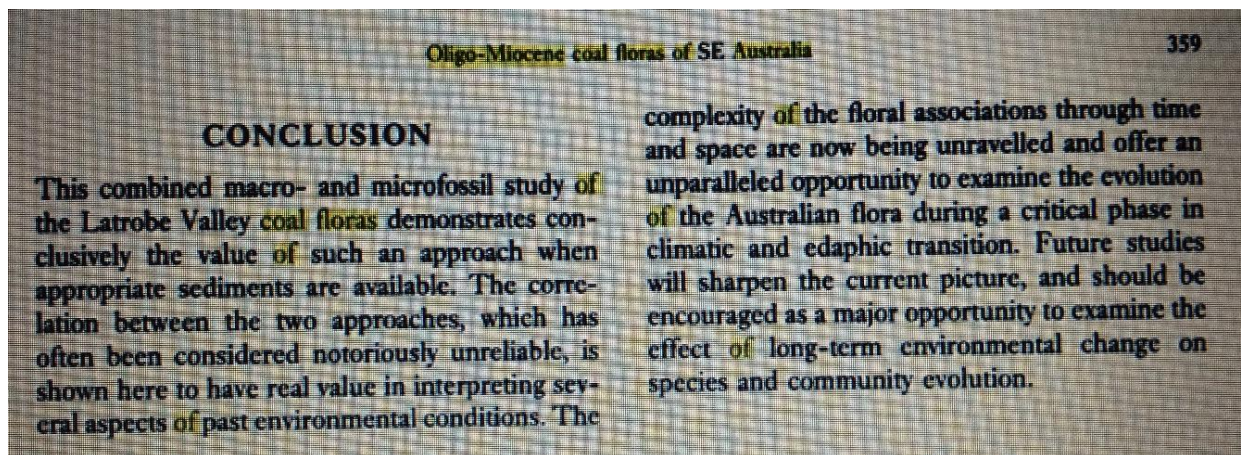 Oligo-Miocene coal floras of SE Australia
359
CONCLUSION
This combined macro- and microfossil study of
the Latrobe Valley coal floras demonstrates con-
clusively the value of such an approach when
appropriate sediments are available. The corre-
lation between the two approaches, which has
often been considered notoriously unreliable, is
shown here to have real value in interpreting sev-
eral aspects of past environmental conditions. The
complexity of the floral associations through time
and space are now being unravelled and offer an
unparalleled opportunity to examine the evolution
of the Australian flora during a critical phase in
climatic and edaphic transition. Future studies
will sharpen the current picture, and should be
encouraged as a major opportunity to examine the
effect of long-term environmental change on
species and community evolution.